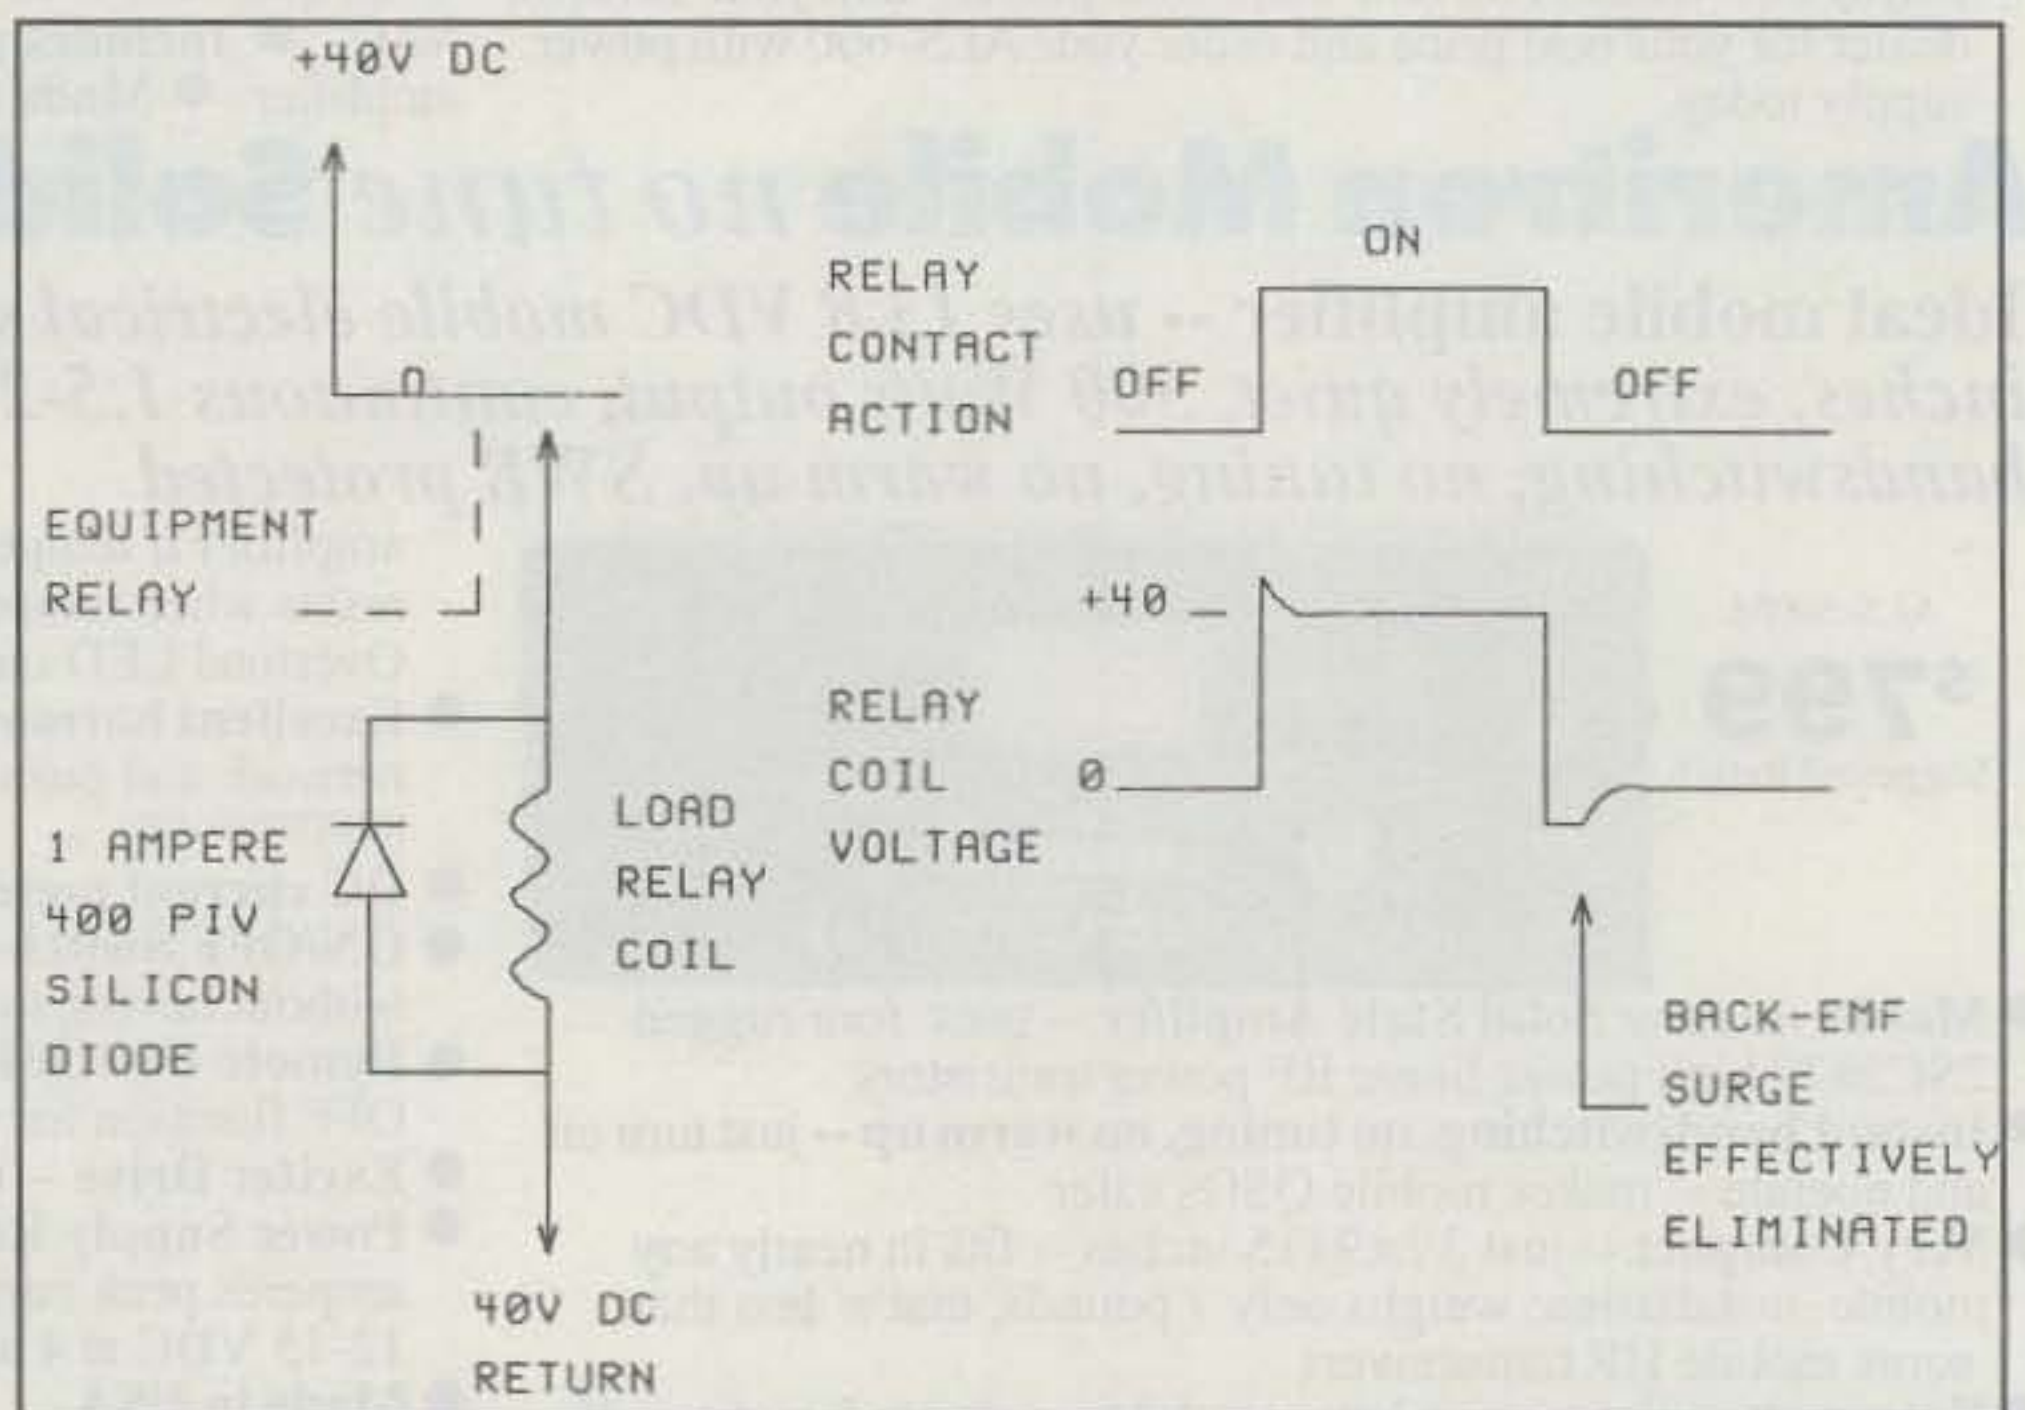 +40V DC
EQUIPMENT
RELAY
1 AMPERE
400 PIV
SILICON
DIODE
LOAD
RELAY
COIL
40V DC
RETURN
RELAY
CONTACT
ACTION
OFF
ON
OFF
RELAY
COIL
VOLTAGE
+40
0
BACK-EMF
SURGE
EFFECTIVELY
ELIMINATED